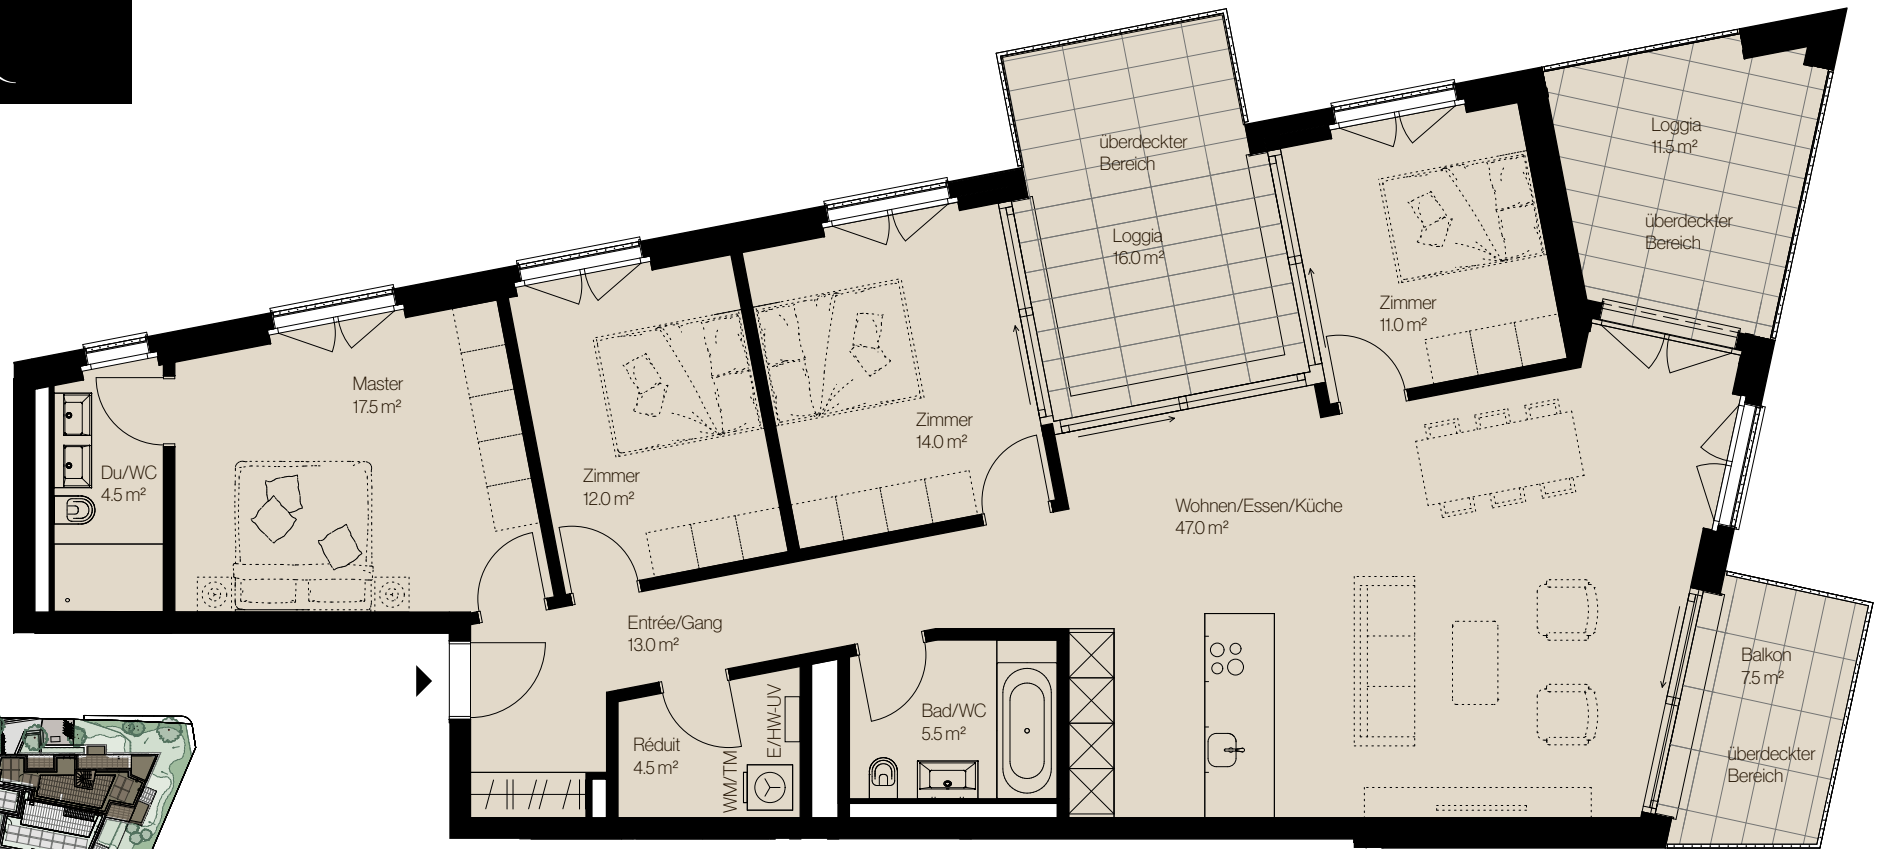 überdeckter
Bereich
Loggia
16.0 m²
Loggia
11.5 m²
überdeckter
Bereich
Zimmer
11.0 m²
Master
17.5 m²
Du/WC
4.5 m²
Zimmer
12.0 m²
Zimmer
14.0 m²
Wohnen/Essen/Küche
47.0 m²
Entrée/Gang
13.0 m²
Réduit
4.5 m²
WM/TM
E/HW-UV
Bad/WC
5.5 m²
Balkon
7.5 m²
überdeckter
Bereich